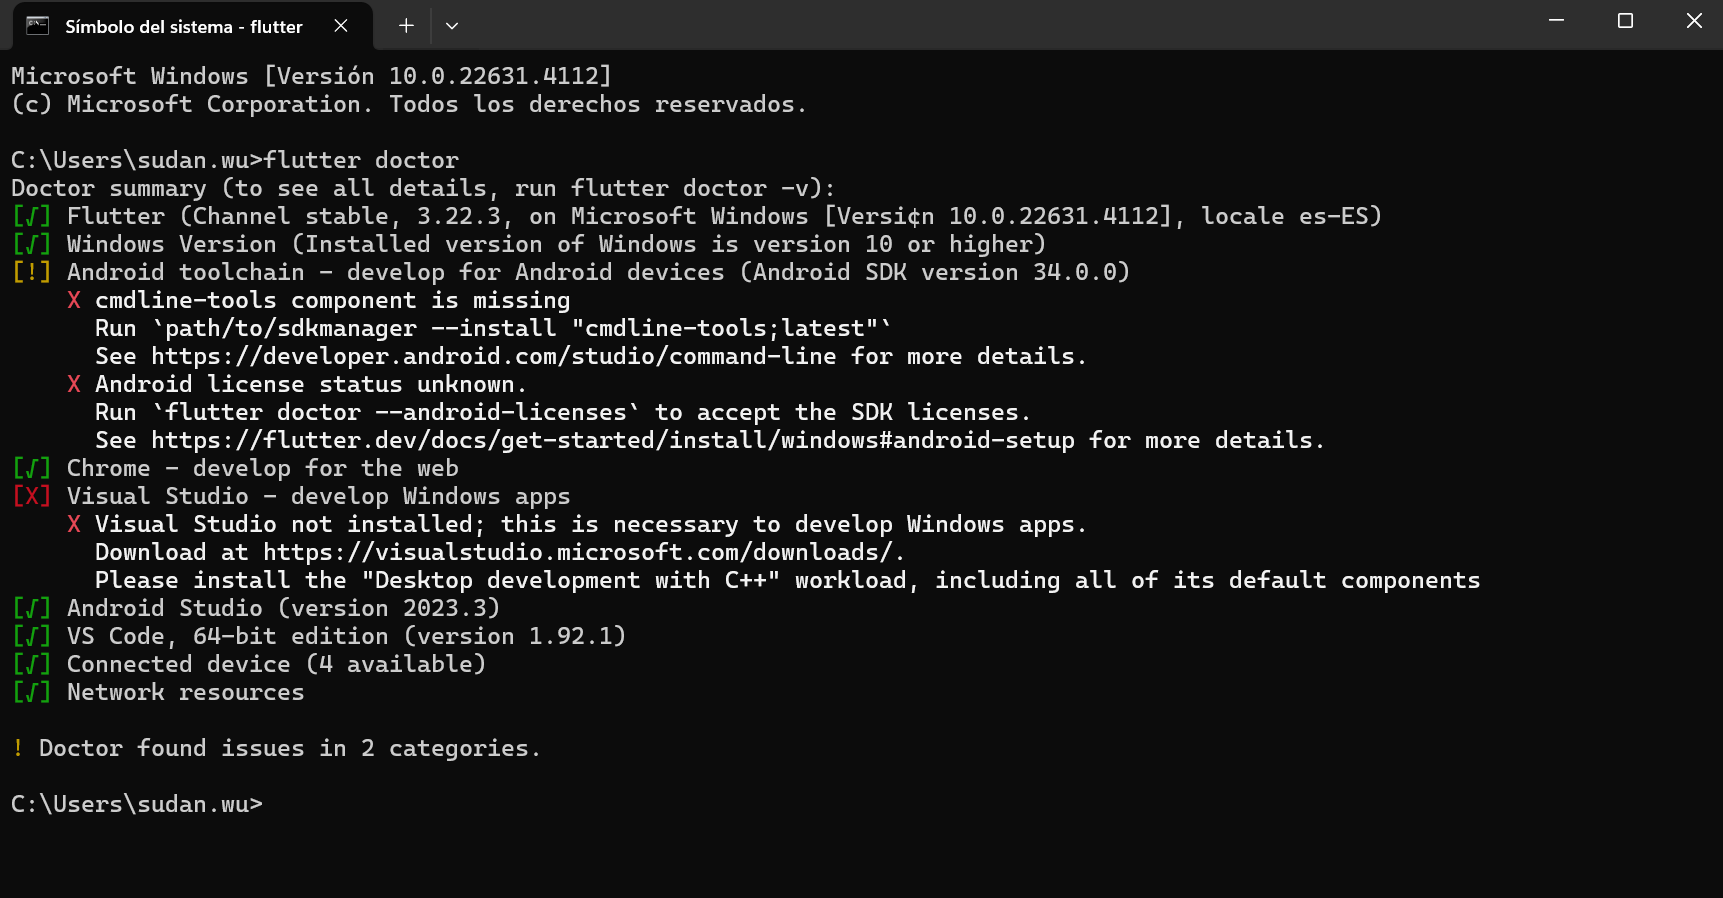 Símbolo del sistema - flutter
Microsoft Windows [Versión 10.0.22631.4112]
(c) Microsoft Corporation. Todos los derechos reservados.
C:\Users\sudan.wu>flutter doctor
Doctor summary (to see all details, run flutter doctor -v):
[√] Flutter (Channel stable, 3.22.3, on Microsoft Windows [Versión 10.0.22631.4112], locale es-ES)
[√] Windows Version (Installed version of Windows is version 10 or higher)
[!] Android toolchain - develop for Android devices (Android SDK version 34.0.0)
X cmdline-tools component is missing
Run `path/to/sdkmanager --install "cmdline-tools;latest"`
See https://developer.android.com/studio/command-line for more details.
X Android license status unknown.
Run `flutter doctor --android-licenses` to accept the SDK licenses.
See https://flutter.dev/docs/get-started/install/windows#android-setup for more details.
[√] Chrome - develop for the web
[X] Visual Studio - develop Windows apps
X Visual Studio not installed; this is necessary to develop Windows apps.
Download at https://visualstudio.microsoft.com/downloads/.
Please install the "Desktop development with C++" workload, including all of its default components
[√] Android Studio (version 2023.3)
[√] VS Code, 64-bit edition (version 1.92.1)
[√] Connected device (4 available)
[√] Network resources
! Doctor found issues in 2 categories.
C:\Users\sudan.wu>